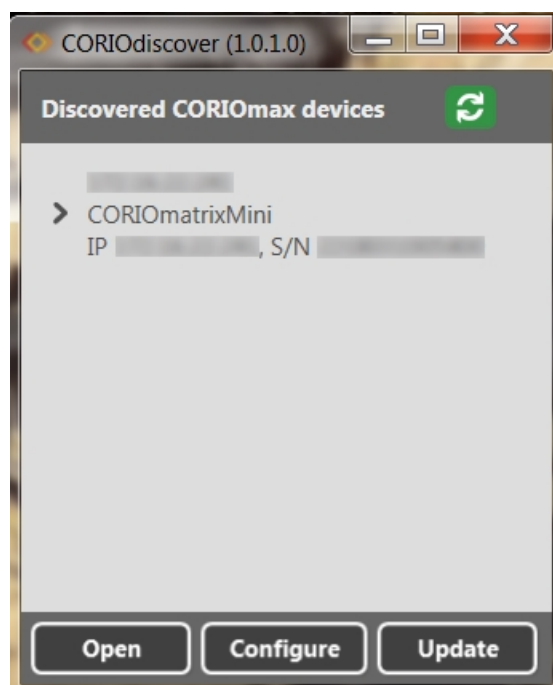 CORIOdiscover (1.0.1.0)
Discovered CORIOmax devices
CORIOmatrixMini
IP , S/N
Open Configure Update